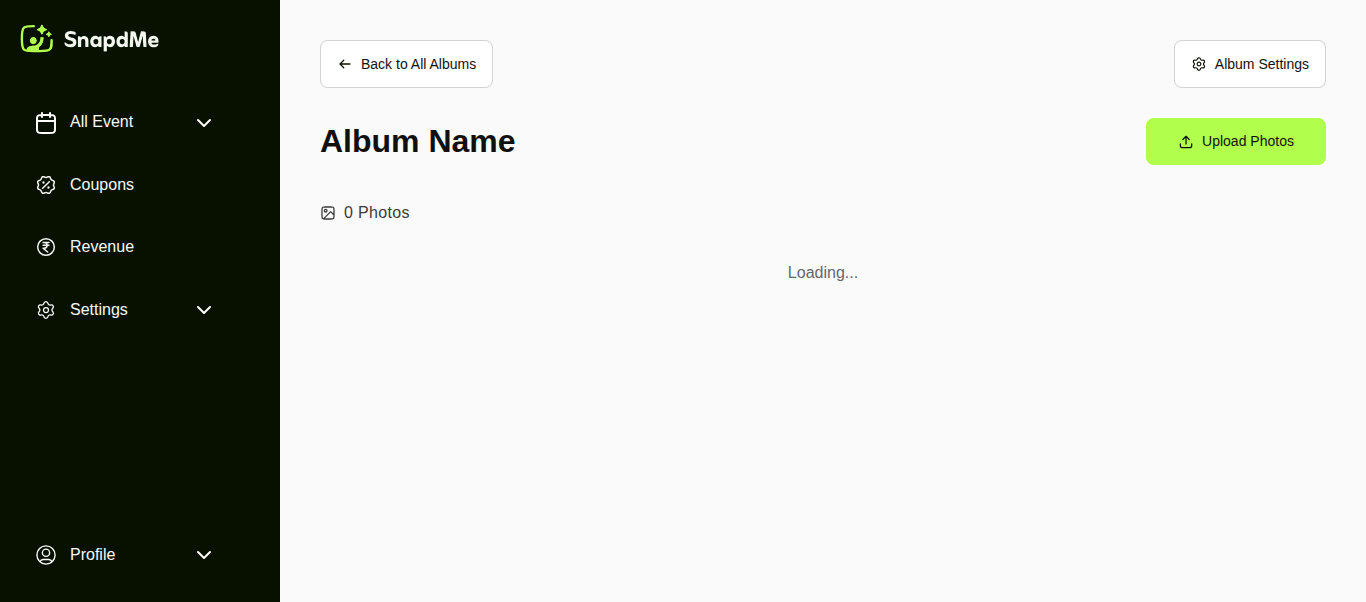 SnapdMe
All Event
Coupons
Revenue
Settings
Profile
Back to All Albums
Album Settings
Album Name
Upload Photos
0 Photos
Loading...